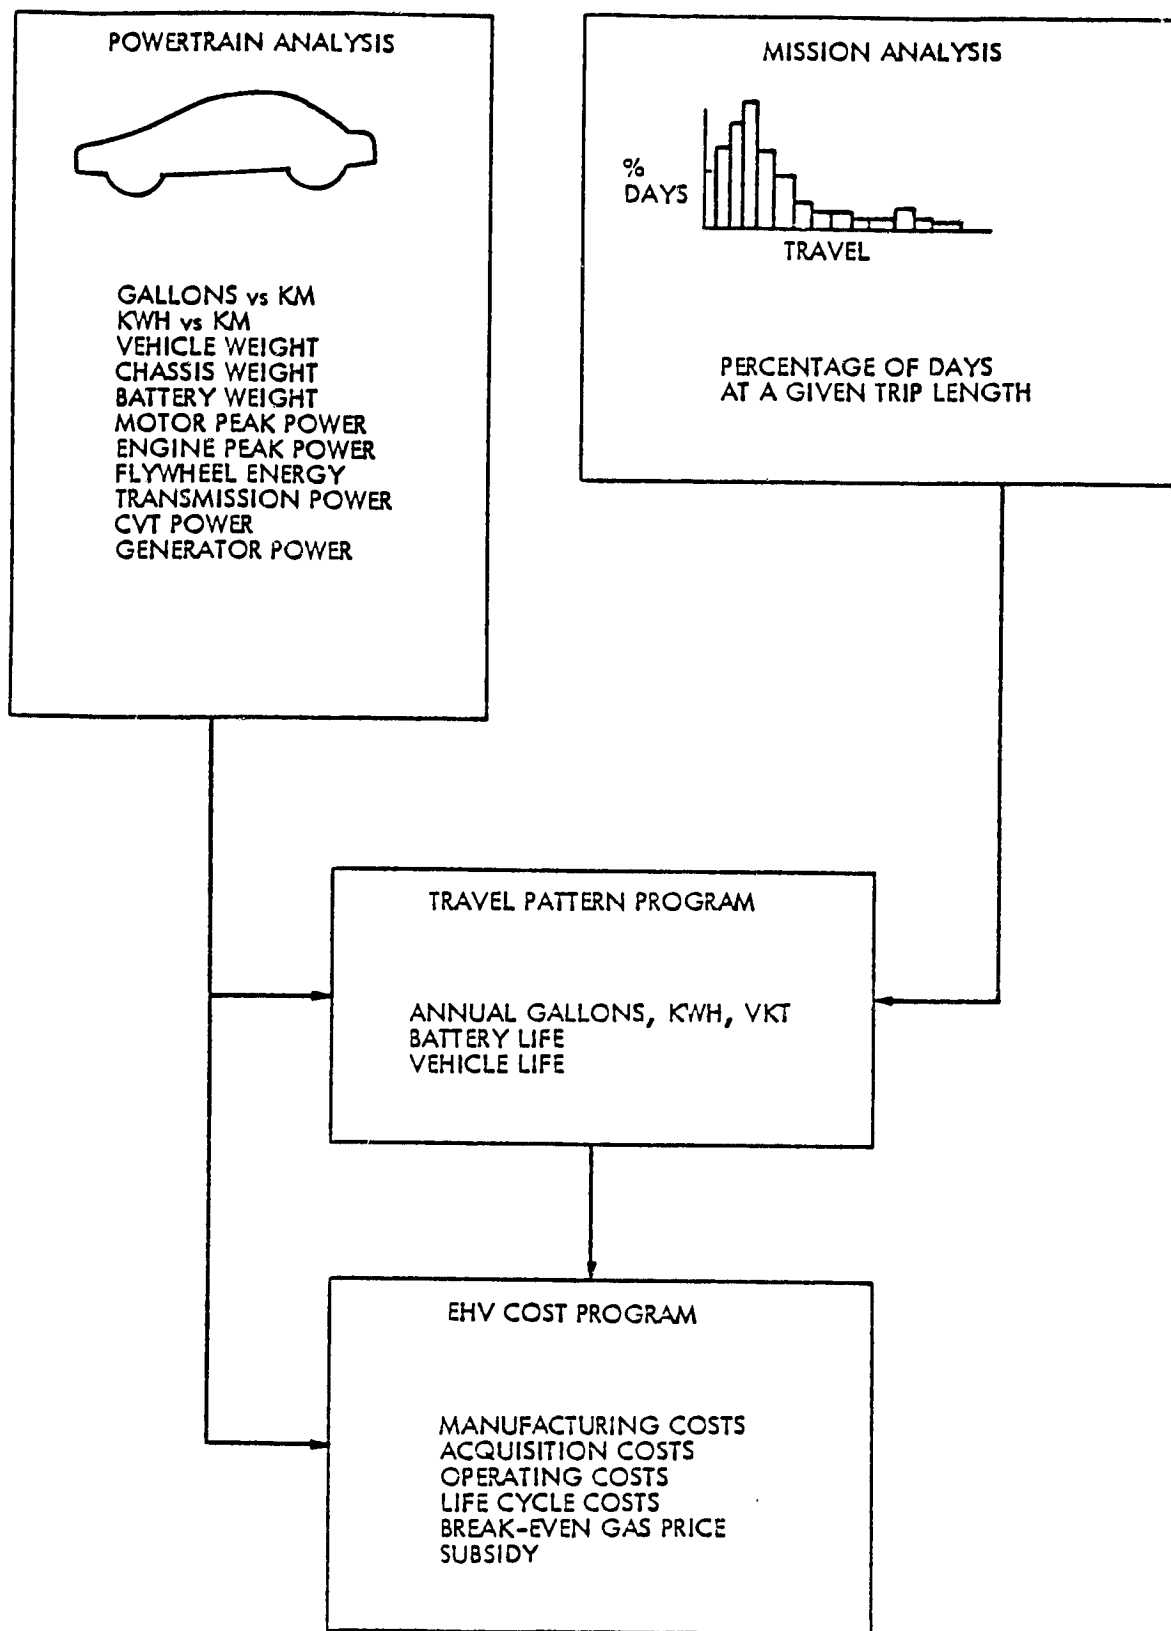 POWERTRAIN ANALYSIS
GALLONS vs KM
KWH vs KM
VEHICLE WEIGHT
CHASSIS WEIGHT
BATTERY WEIGHT
MOTOR PEAK POWER
ENGINE PEAK POWER
FLYWHEEL ENERGY
TRANSMISSION POWER
CVT POWER
GENERATOR POWER
MISSION ANALYSIS
%
DAYS
TRAVEL
PERCENTAGE OF DAYS
AT A GIVEN TRIP LENGTH
TRAVEL PATTERN PROGRAM
ANNUAL GALLONS, KWH, VKT
BATTERY LIFE
VEHICLE LIFE
EHV COST PROGRAM
MANUFACTURING COSTS
ACQUISITION COSTS
OPERATING COSTS
LIFE CYCLE COSTS
BREAK-EVEN GAS PRICE
SUBSIDY